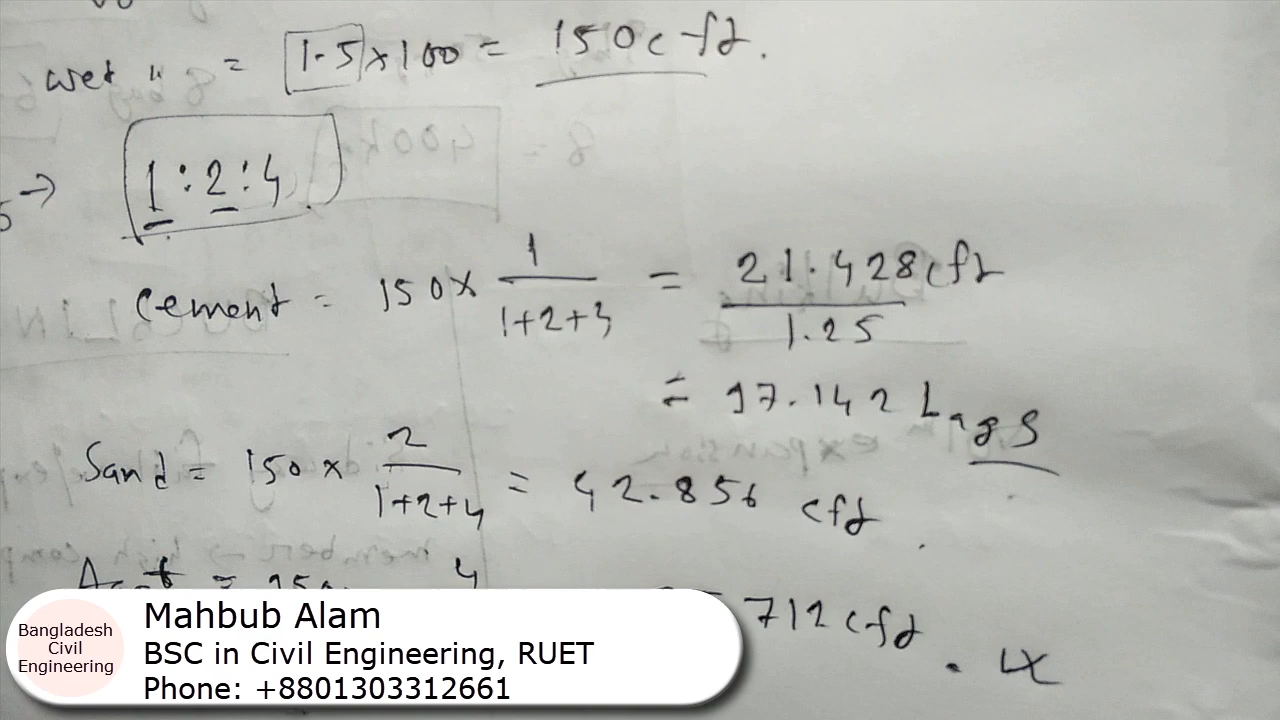 wet " = 1.5 × 100 = 150 cft.
→ 1:2:4
cement = 150 × 1/(1+2+4) = 21.428 cft / 1.25
= 17.142 bags
Sand = 150 × 2/(1+2+4) = 42.856 cft.
4 712 cft.
Bangladesh Civil Engineering
Mahbub Alam
BSC in Civil Engineering, RUET
Phone: +8801303312661